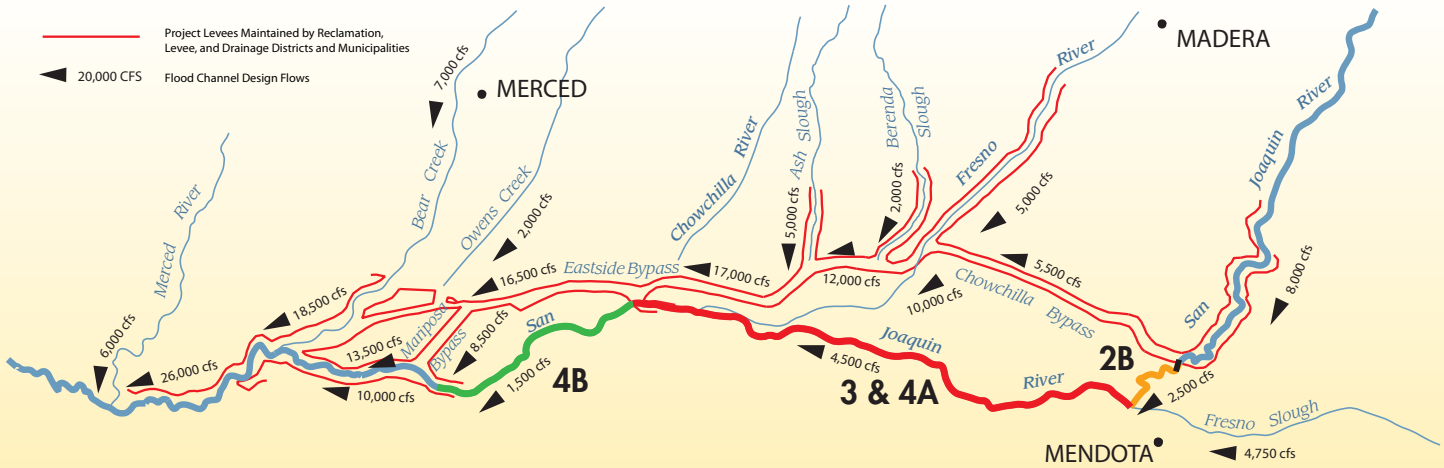 Project Levees Maintained by Reclamation,
Levee, and Drainage Districts and Municipalities
20,000 CFS
Flood Channel Design Flows
7,000 cfs
MERCED
MADERA
Merced River
6,000 cfs
Bear Creek
Owens Creek
2,000 cfs
Chowchilla River
Ash Slough
5,000 cfs
Berenda Slough
2,000 cfs
Fresno River
5,000 cfs
San Joaquin River
8,000 cfs
18,500 cfs
26,000 cfs
13,500 cfs
10,000 cfs
Mariposa
Bypass
8,500 cfs
16,500 cfs
Eastside Bypass
17,000 cfs
12,000 cfs
10,000 cfs
5,500 cfs
Chowchilla
Bypass
1,500 cfs
4B
San Joaquin River
4,500 cfs
3 & 4A
2B
2,500 cfs
Fresno Slough
4,750 cfs
MENDOTA